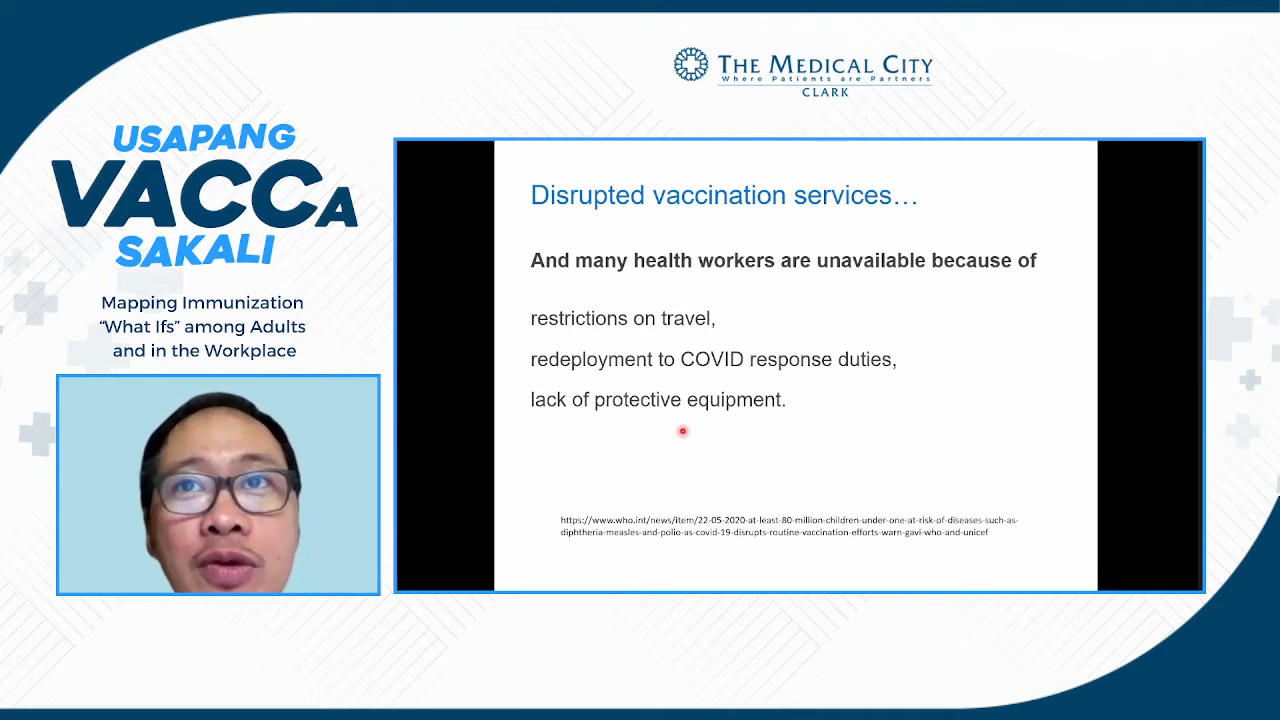 THE MEDICAL CITY
Where Patients are Partners
CLARK
USAPANG
VACCA
SAKALI
Mapping Immunization
“What Ifs” among Adults
and in the Workplace
Disrupted vaccination services…
And many health workers are unavailable because of
restrictions on travel,
redeployment to COVID response duties,
lack of protective equipment.
https://www.who.int/news/item/22-05-2020-at-least-80-million-children-under-one-at-risk-of-diseases-such-as-
diphtheria-measles-and-polio-as-covid-19-disrupts-routine-vaccination-efforts-warn-gavi-who-and-unicef